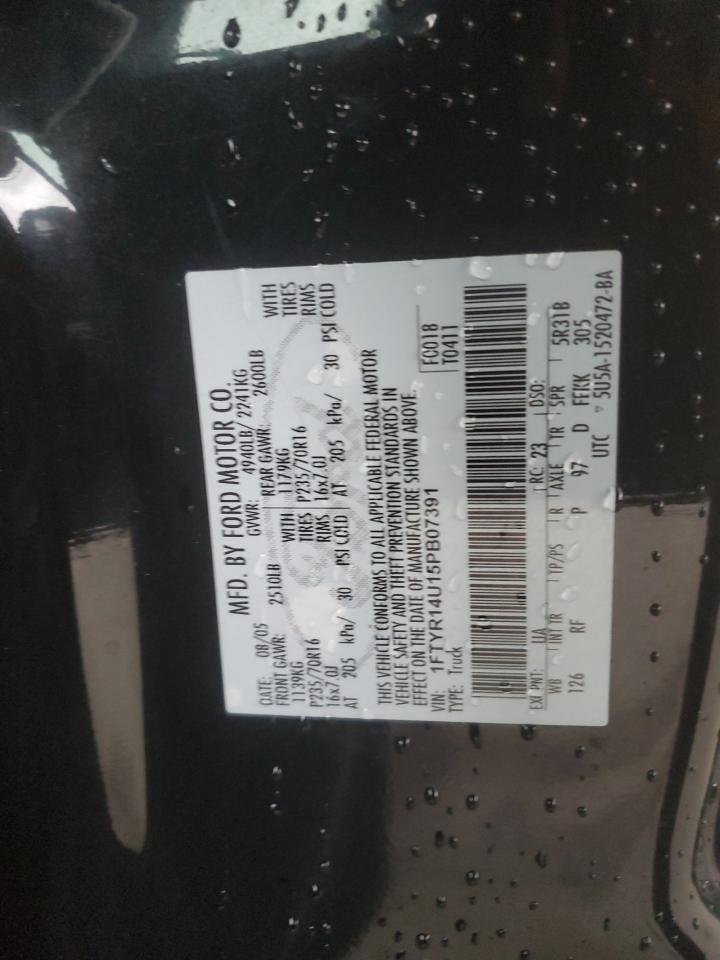 MFD. BY FORD MOTOR CO.
DATE: 08/05 GVWR: 4940LB/ 2241KG
FRONT GAWR: 2510LB REAR GAWR: 2600LB
1139KG WITH 1179KG WITH
P235/70R16 TIRES P235/70R16 TIRES
16x7.0J RIMS 16x7.0J RIMS
AT 205 kPa/ 30 PSI COLD AT 205 kPa/ 30 PSI COLD
THIS VEHICLE CONFORMS TO ALL APPLICABLE FEDERAL MOTOR
VEHICLE SAFETY AND THEFT PREVENTION STANDARDS IN
EFFECT ON THE DATE OF MANUFACTURE SHOWN ABOVE.
VIN: 1FTYR14U15PB07391 FC018
TYPE: Truck T0411
EXT PNT: UA RC: 23 DSO:
WB INT TR TP/PS R AXLE TR SPR 5R31B
126 RF P 97 D FFKK 305
UTC ▽ 5U5A-1520472-BA